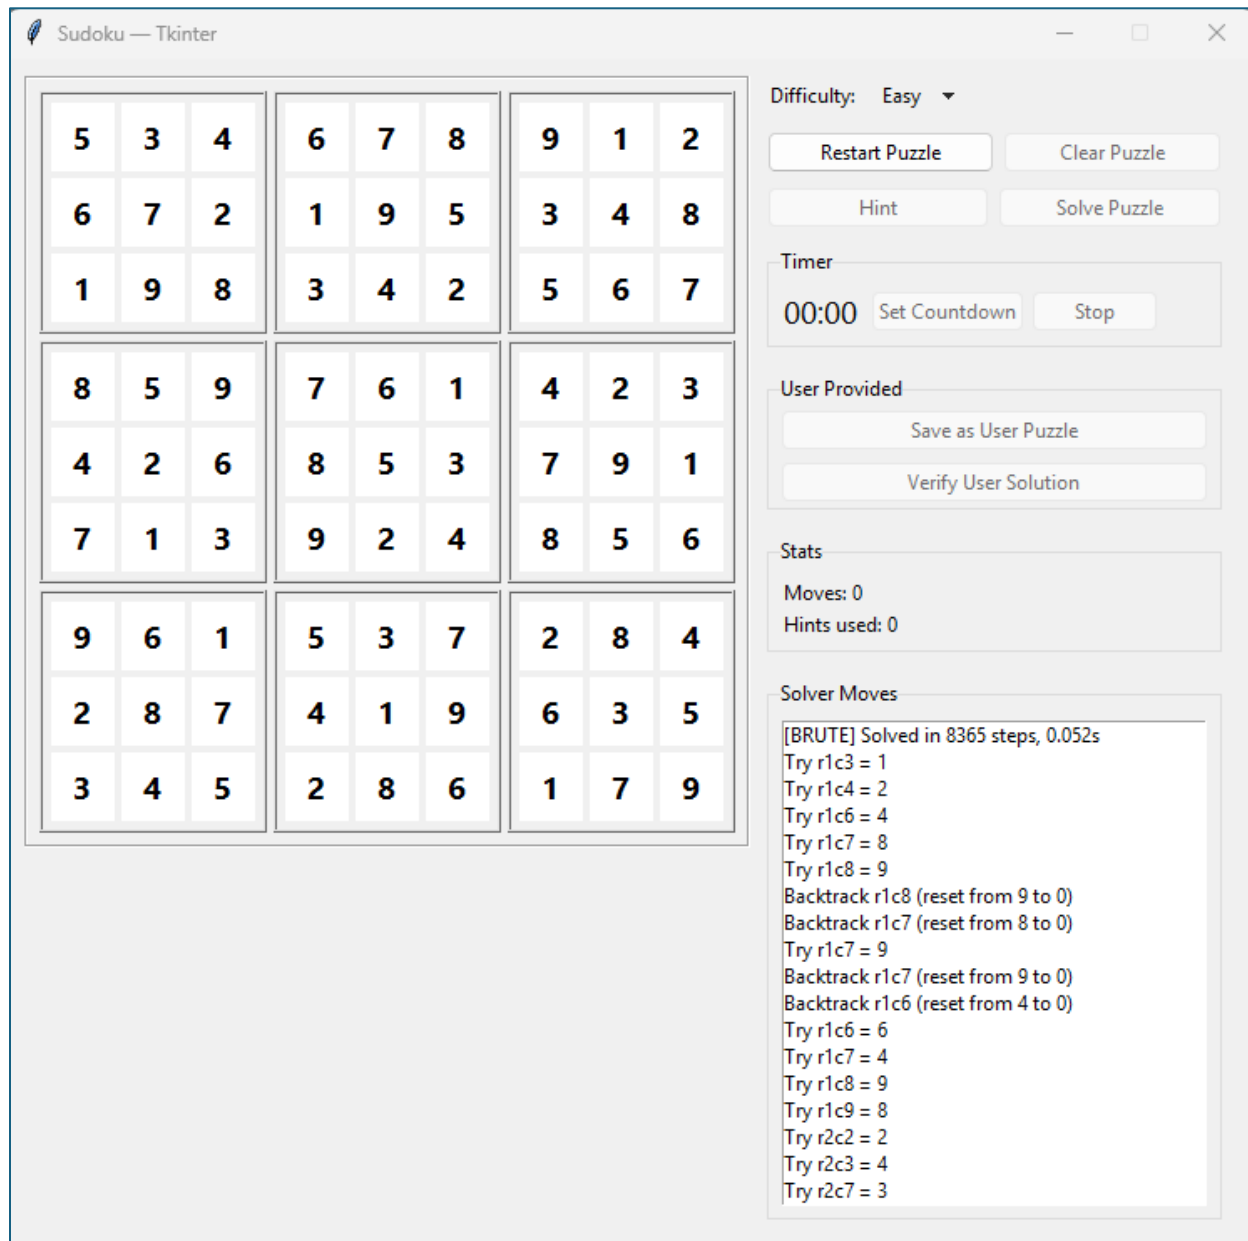 Sudoku — Tkinter
5 3 4 6 7 8 9 1 2
6 7 2 1 9 5 3 4 8
1 9 8 3 4 2 5 6 7
8 5 9 7 6 1 4 2 3
4 2 6 8 5 3 7 9 1
7 1 3 9 2 4 8 5 6
9 6 1 5 3 7 2 8 4
2 8 7 4 1 9 6 3 5
3 4 5 2 8 6 1 7 9
Difficulty: Easy
Restart Puzzle Clear Puzzle
Hint Solve Puzzle
Timer
00:00 Set Countdown Stop
User Provided
Save as User Puzzle
Verify User Solution
Stats
Moves: 0
Hints used: 0
Solver Moves
[BRUTE] Solved in 8365 steps, 0.052s
Try r1c3 = 1
Try r1c4 = 2
Try r1c6 = 4
Try r1c7 = 8
Try r1c8 = 9
Backtrack r1c8 (reset from 9 to 0)
Backtrack r1c7 (reset from 8 to 0)
Try r1c7 = 9
Backtrack r1c7 (reset from 9 to 0)
Backtrack r1c6 (reset from 4 to 0)
Try r1c6 = 6
Try r1c7 = 4
Try r1c8 = 9
Try r1c9 = 8
Try r2c2 = 2
Try r2c3 = 4
Try r2c7 = 3